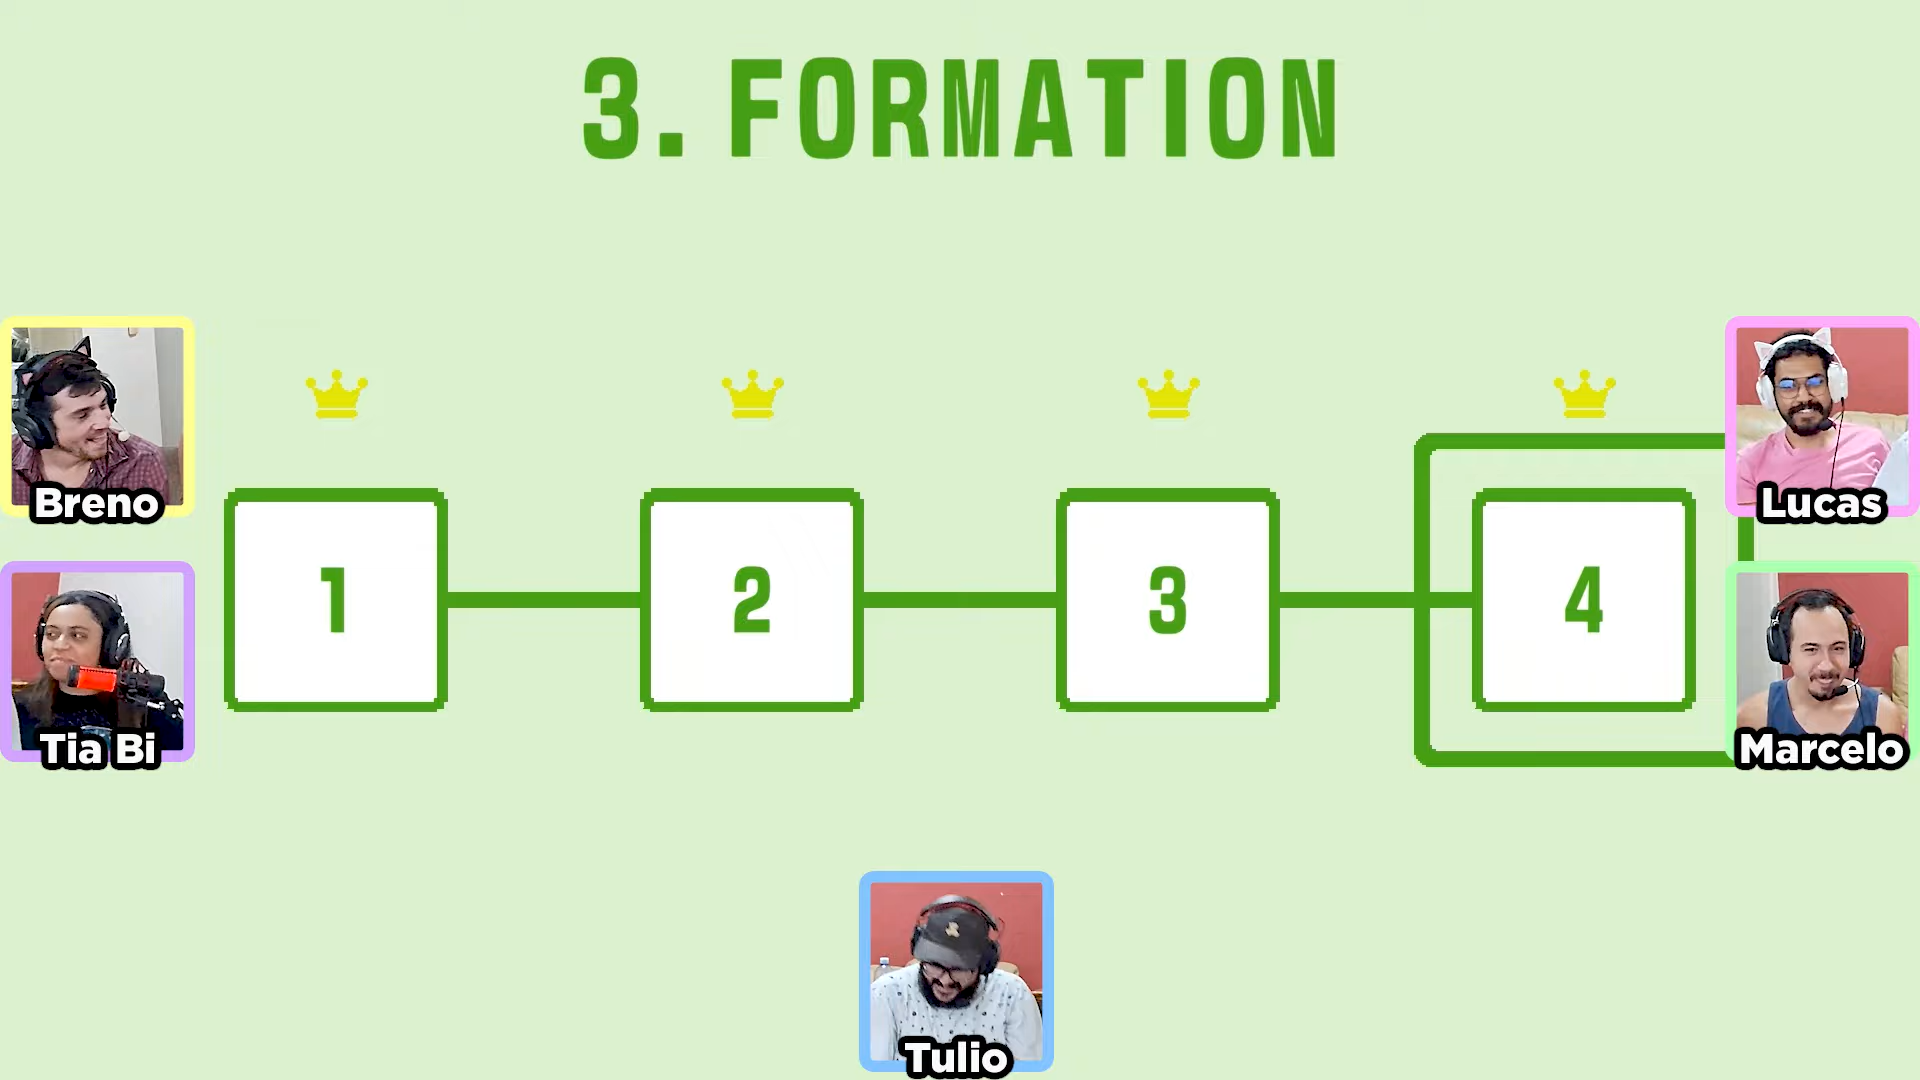 3. FORMATION
Breno
Lucas
1
2
3
4
Tia Bi
Marcelo
Tulio